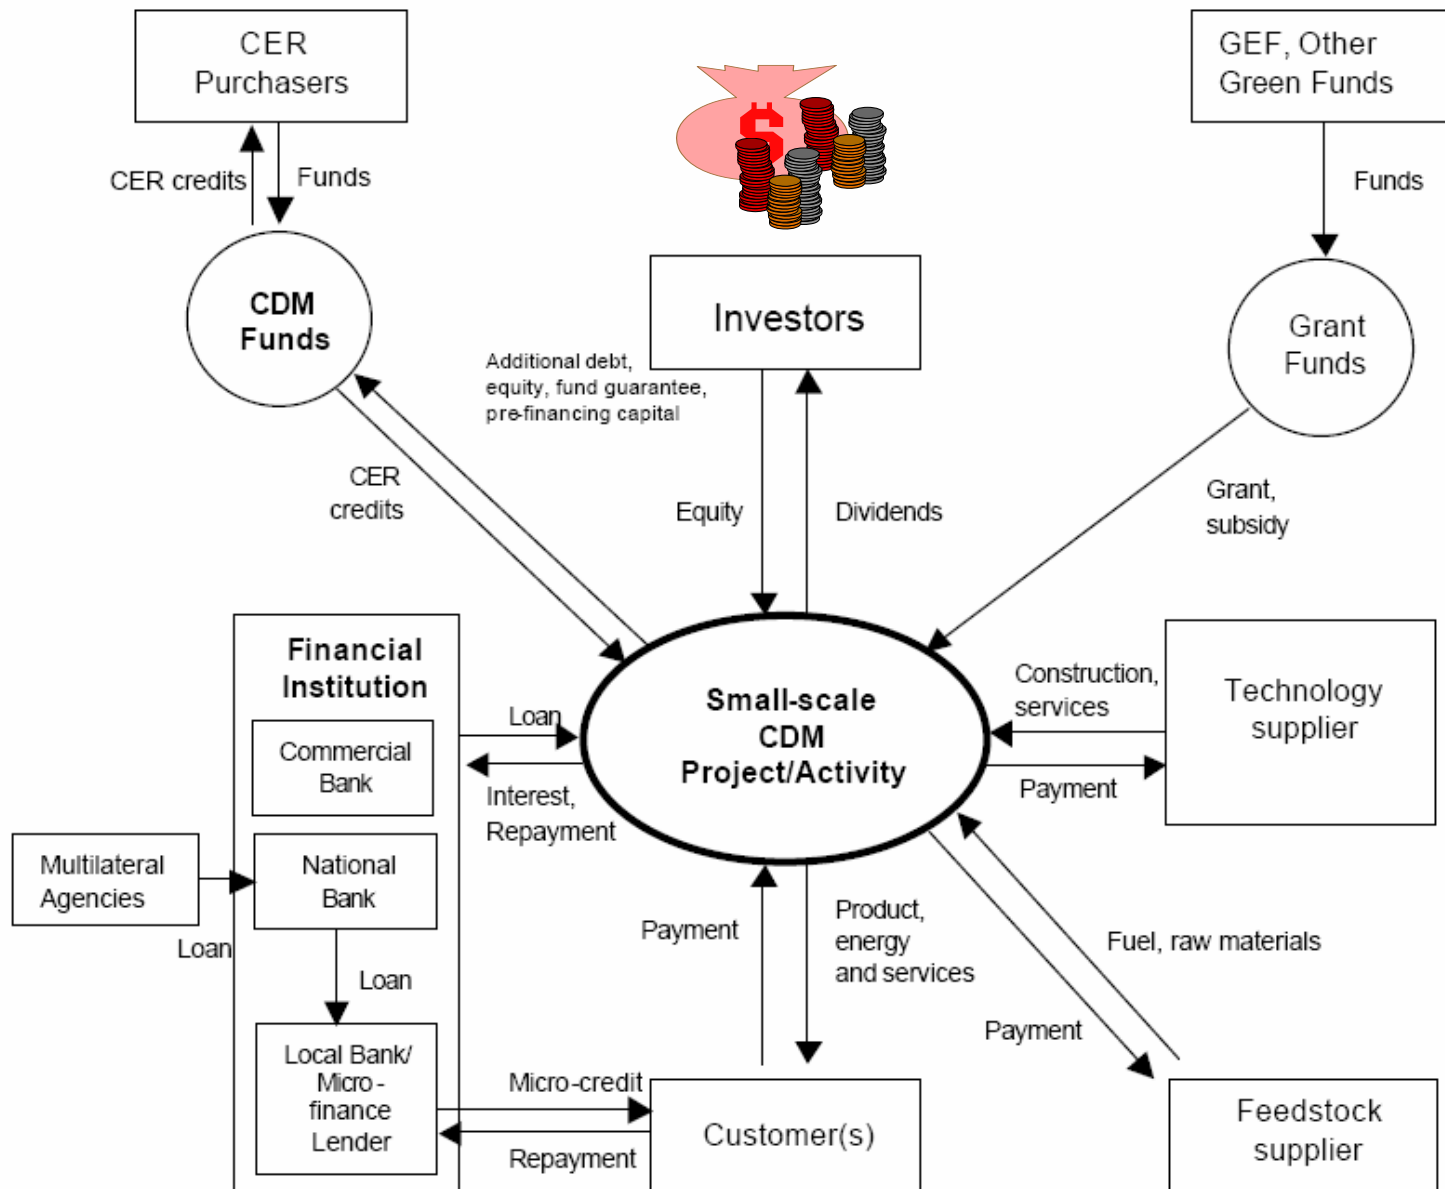 CER
Purchasers
GEF, Other
Green Funds
$
CER credits
Funds
Funds
CDM
Funds
Investors
Grant
Funds
Additional debt,
equity, fund guarantee,
pre-financing capital
CER
credits
Equity
Dividends
Grant,
subsidy
Financial
Institution
Commercial
Bank
Loan
Interest,
Repayment
Small-scale
CDM
Project/Activity
Construction,
services
Payment
Technology
supplier
Multilateral
Agencies
Loan
National
Bank
Loan
Local Bank/
Micro-
finance
Lender
Micro-credit
Repayment
Payment
Product,
energy
and services
Customer(s)
Fuel, raw materials
Payment
Feedstock
supplier